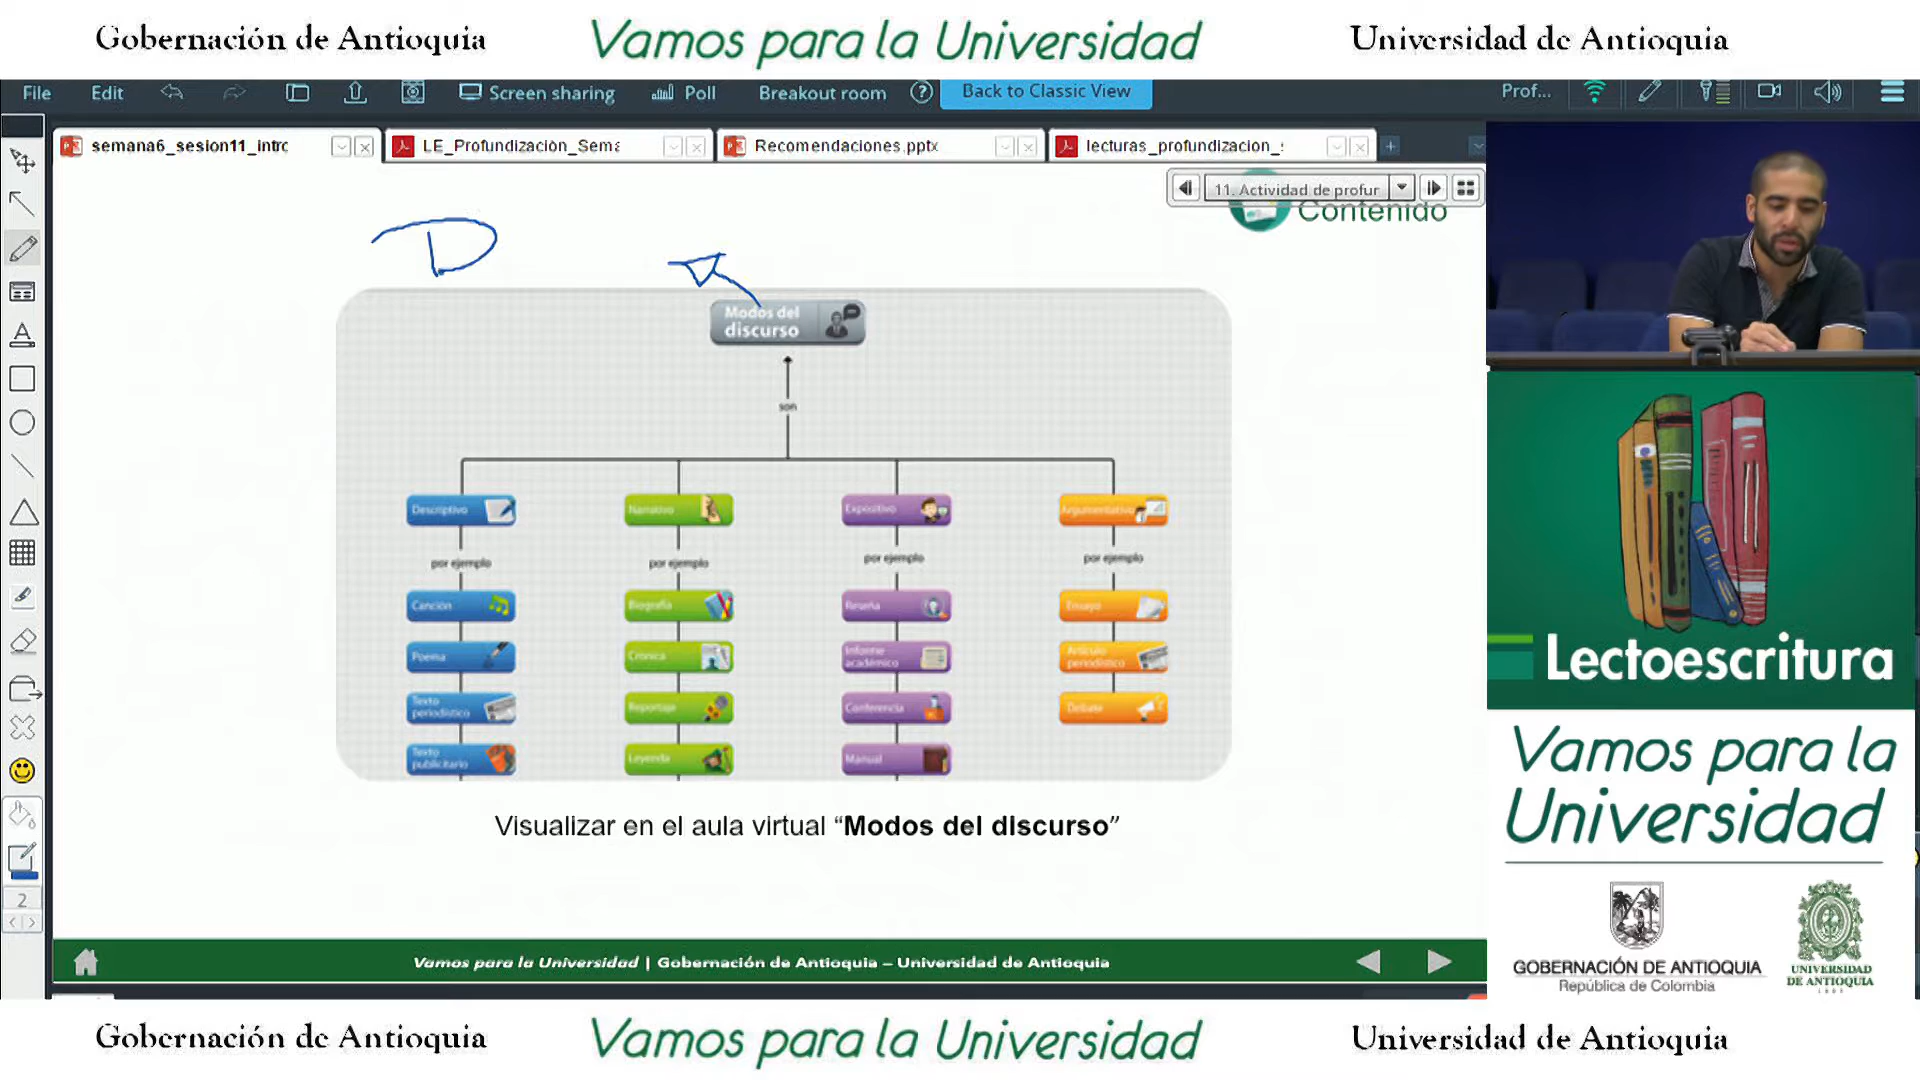 Gobernación de Antioquia
Vamos para la Universidad
Universidad de Antioquia
File
Edit
Screen sharing
Poll
Breakout room
?
Back to Classic View
Prof...
semana6_sesion11_intro
LE_Profundización_Sema
Recomendaciones.pptx
lecturas_profundizacion_s
11. Actividad de profur
Contenido
D
Modos del
discurso
son
Descriptivo
Narrativo
Expositivo
Argumentativo
por ejemplo
por ejemplo
por ejemplo
por ejemplo
Canción
Biografía
Reseña
Ensayo
Poema
Crónica
Informe
académico
Artículo
periodístico
Texto
periodístico
Reportaje
Conferencia
Debate
Texto
publicitario
Leyenda
Manual
Visualizar en el aula virtual “Modos del discurso”
2
Vamos para la Universidad | Gobernación de Antioquia – Universidad de Antioquia
Lectoescritura
Vamos para la
Universidad
GOBERNACIÓN DE ANTIOQUIA
República de Colombia
UNIVERSIDAD
DE ANTIOQUIA
1803
Gobernación de Antioquia
Vamos para la Universidad
Universidad de Antioquia